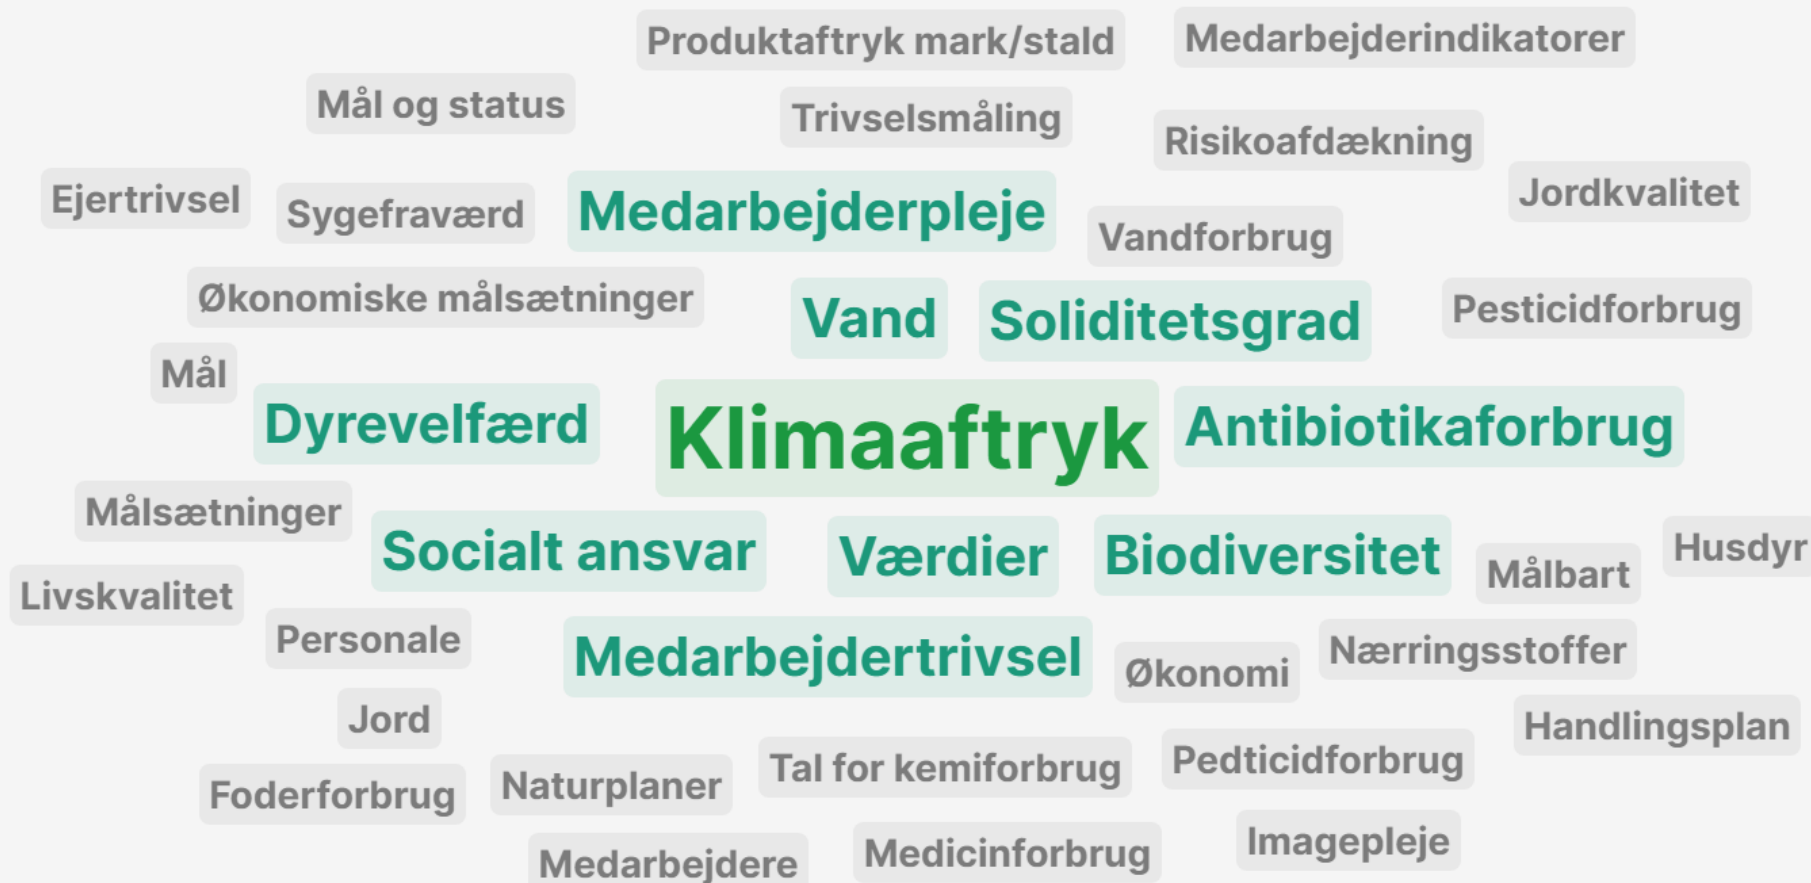 Produktaftryk mark/stald
Medarbejderindikatorer
Mål og status
Trivselsmåling
Risikoafdækning
Ejertrivsel
Sygefraværd
Medarbejderpleje
Vandforbrug
Jordkvalitet
Økonomiske målsætninger
Vand
Soliditetsgrad
Pesticidforbrug
Mål
Dyrevelfærd
Klimaaftryk
Antibiotikaforbrug
Målsætninger
Socialt ansvar
Værdier
Biodiversitet
Målbart
Husdyr
Livskvalitet
Personale
Medarbejdertrivsel
Økonomi
Nærringsstoffer
Jord
Handlingsplan
Foderforbrug
Naturplaner
Tal for kemiforbrug
Pedticidforbrug
Medarbejdere
Medicinforbrug
Imagepleje